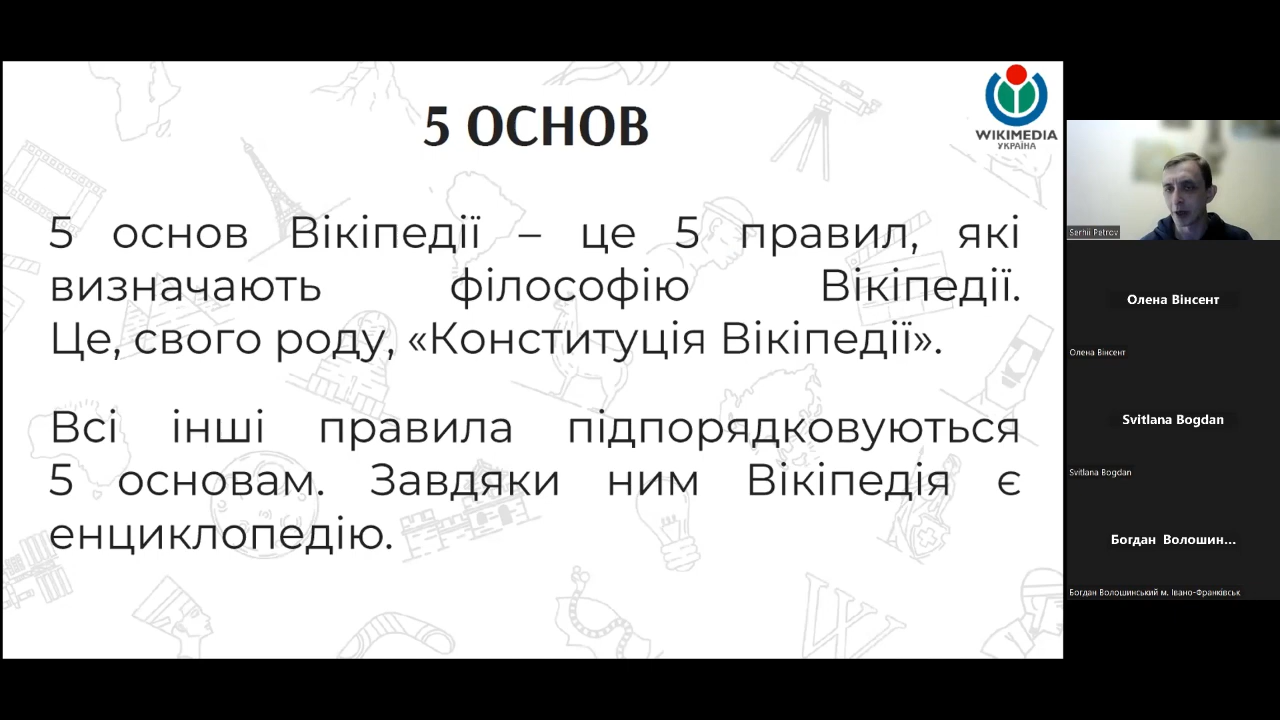 5 ОСНОВ
WIKIMEDIA
УКРАЇНА
5 основ Вікіпедії – це 5 правил, які
визначають філософію Вікіпедії.
Це, свого роду, «Конституція Вікіпедії».
Всі інші правила підпорядковуються
5 основам. Завдяки ним Вікіпедія є
енциклопедію.
Serhii Petrov
Олена Вінсент
Олена Вінсент
Svitlana Bogdan
Svitlana Bogdan
Богдан Волошин...
Богдан Волошинський м. Івано-Франківськ